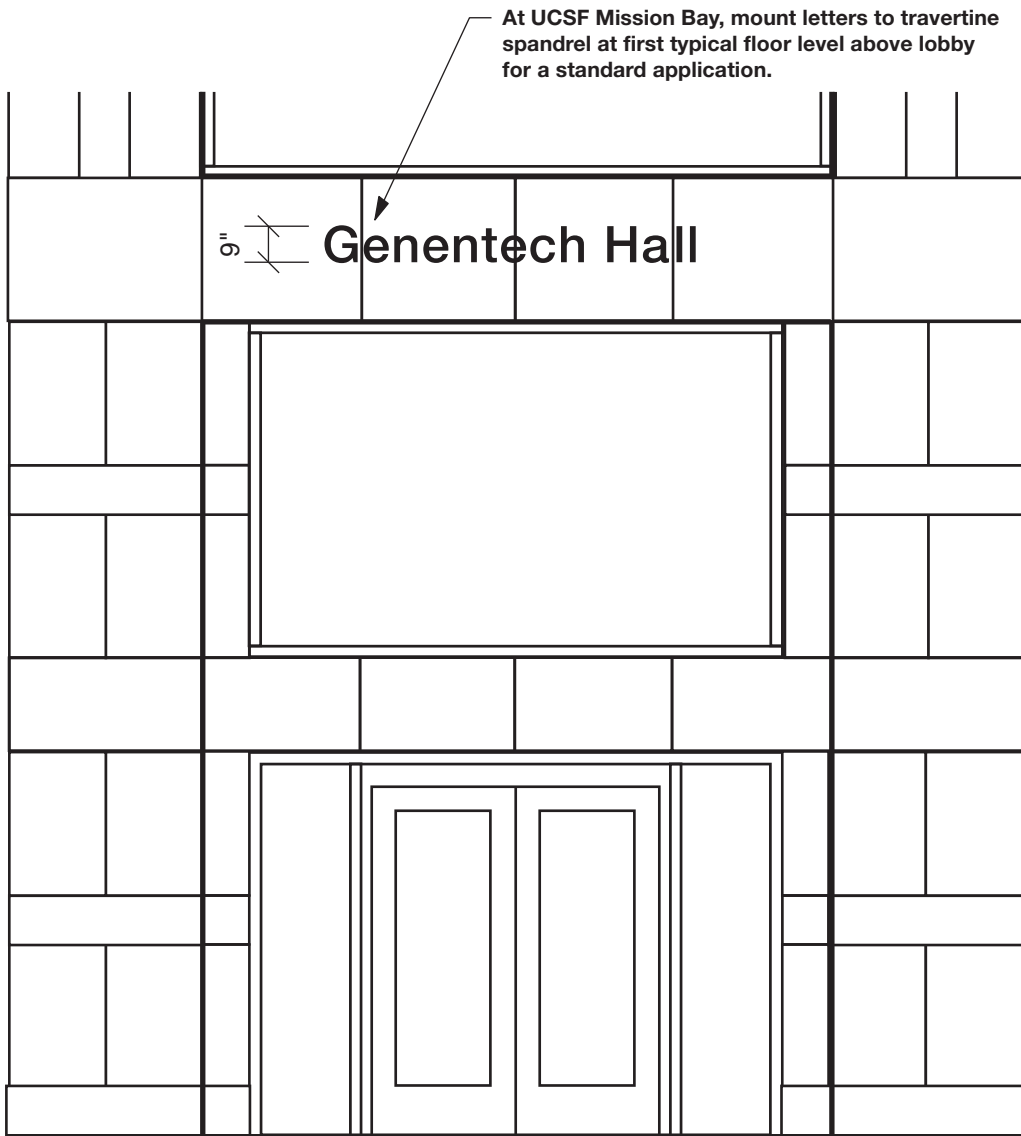 At UCSF Mission Bay, mount letters to travertine
spandrel at first typical floor level above lobby
for a standard application.
9"
Genentech Hall